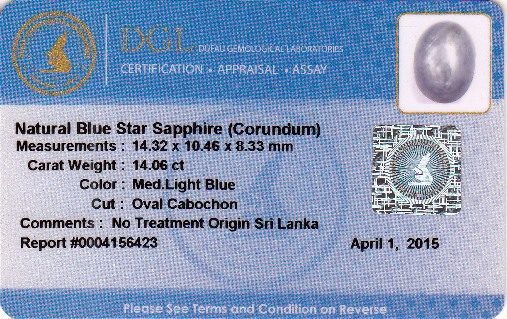 DGL DUFAU GEMOLOGICAL LABORATORIES
CERTIFICATION • APPRAISAL • ASSAY
Natural Blue Star Sapphire (Corundum)
Measurements : 14.32 x 10.46 x 8.33 mm
Carat Weight : 14.06 ct
Color : Med.Light Blue
Cut : Oval Cabochon
Comments : No Treatment Origin Sri Lanka
Report #0004156423 April 1, 2015
Please See Terms and Condition on Reverse